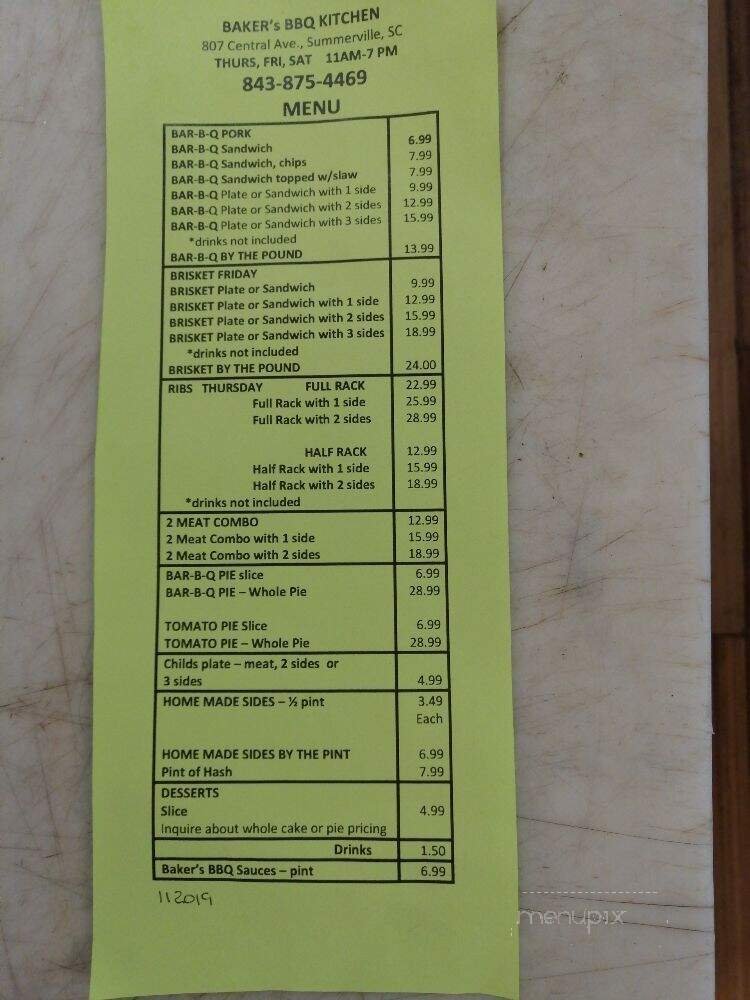 BAKER's BBQ KITCHEN
807 Central Ave., Summerville, SC
THURS, FRI, SAT 11AM-7 PM
843-875-4469
MENU
BAR-B-Q PORK
BAR-B-Q Sandwich 6.99
BAR-B-Q Sandwich, chips 7.99
BAR-B-Q Sandwich topped w/slaw 7.99
BAR-B-Q Plate or Sandwich with 1 side 9.99
BAR-B-Q Plate or Sandwich with 2 sides 12.99
BAR-B-Q Plate or Sandwich with 3 sides 15.99
*drinks not included
BAR-B-Q BY THE POUND 13.99
BRISKET FRIDAY
BRISKET Plate or Sandwich 9.99
BRISKET Plate or Sandwich with 1 side 12.99
BRISKET Plate or Sandwich with 2 sides 15.99
BRISKET Plate or Sandwich with 3 sides 18.99
*drinks not included
BRISKET BY THE POUND 24.00
RIBS THURSDAY FULL RACK 22.99
Full Rack with 1 side 25.99
Full Rack with 2 sides 28.99
HALF RACK 12.99
Half Rack with 1 side 15.99
Half Rack with 2 sides 18.99
*drinks not included
2 MEAT COMBO 12.99
2 Meat Combo with 1 side 15.99
2 Meat Combo with 2 sides 18.99
BAR-B-Q PIE slice 6.99
BAR-B-Q PIE – Whole Pie 28.99
TOMATO PIE Slice 6.99
TOMATO PIE – Whole Pie 28.99
Childs plate – meat, 2 sides or
3 sides 4.99
HOME MADE SIDES – ½ pint 3.49
Each
HOME MADE SIDES BY THE PINT 6.99
Pint of Hash 7.99
DESSERTS
Slice 4.99
Inquire about whole cake or pie pricing
Drinks 1.50
Baker's BBQ Sauces – pint 6.99
112019
menupix